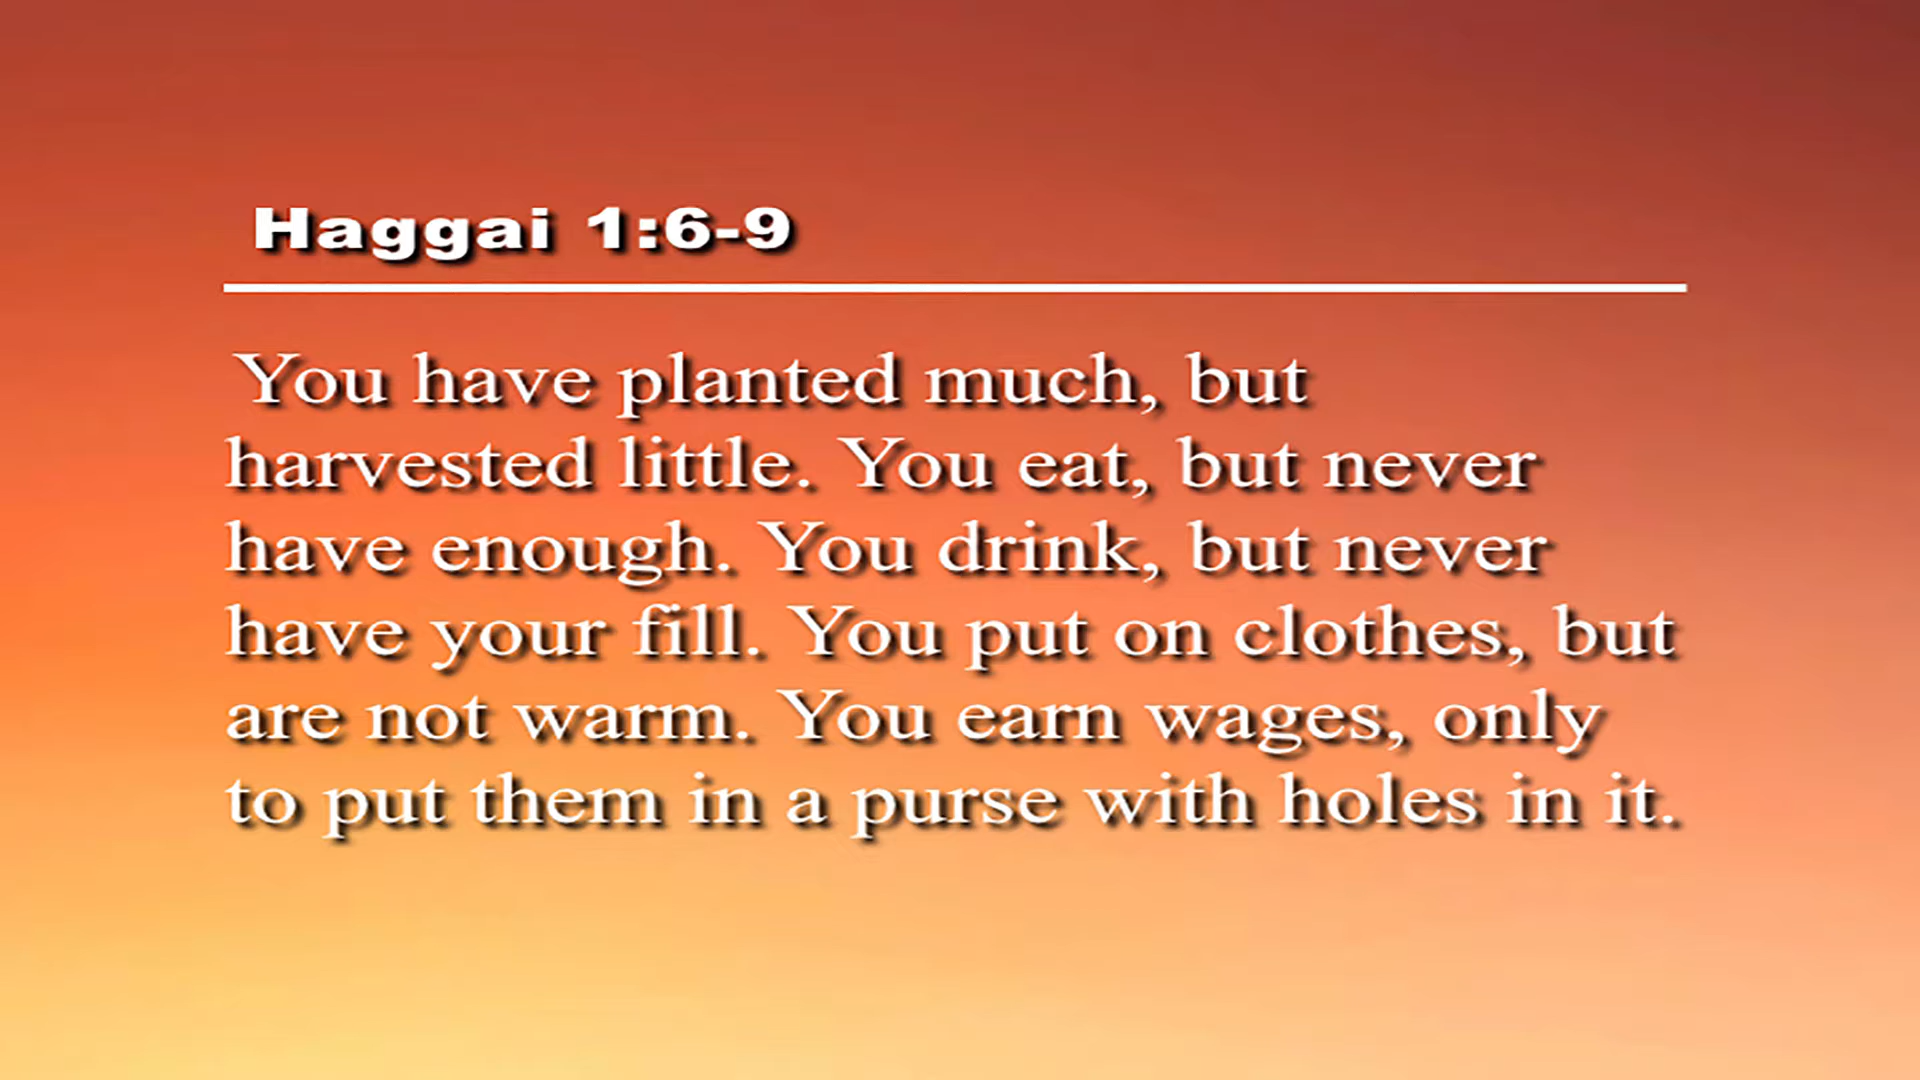 Haggai 1:6-9
You have planted much, but
harvested little. You eat, but never
have enough. You drink, but never
have your fill. You put on clothes, but
are not warm. You earn wages, only
to put them in a purse with holes in it.